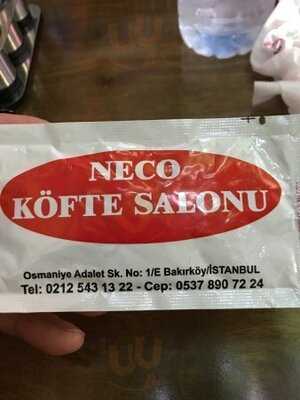 NECO
KÖFTE SALONU
Osmaniye Adalet Sk. No: 1/E Bakırköy/İSTANBUL
Tel: 0212 543 13 22 - Cep: 0537 890 72 24